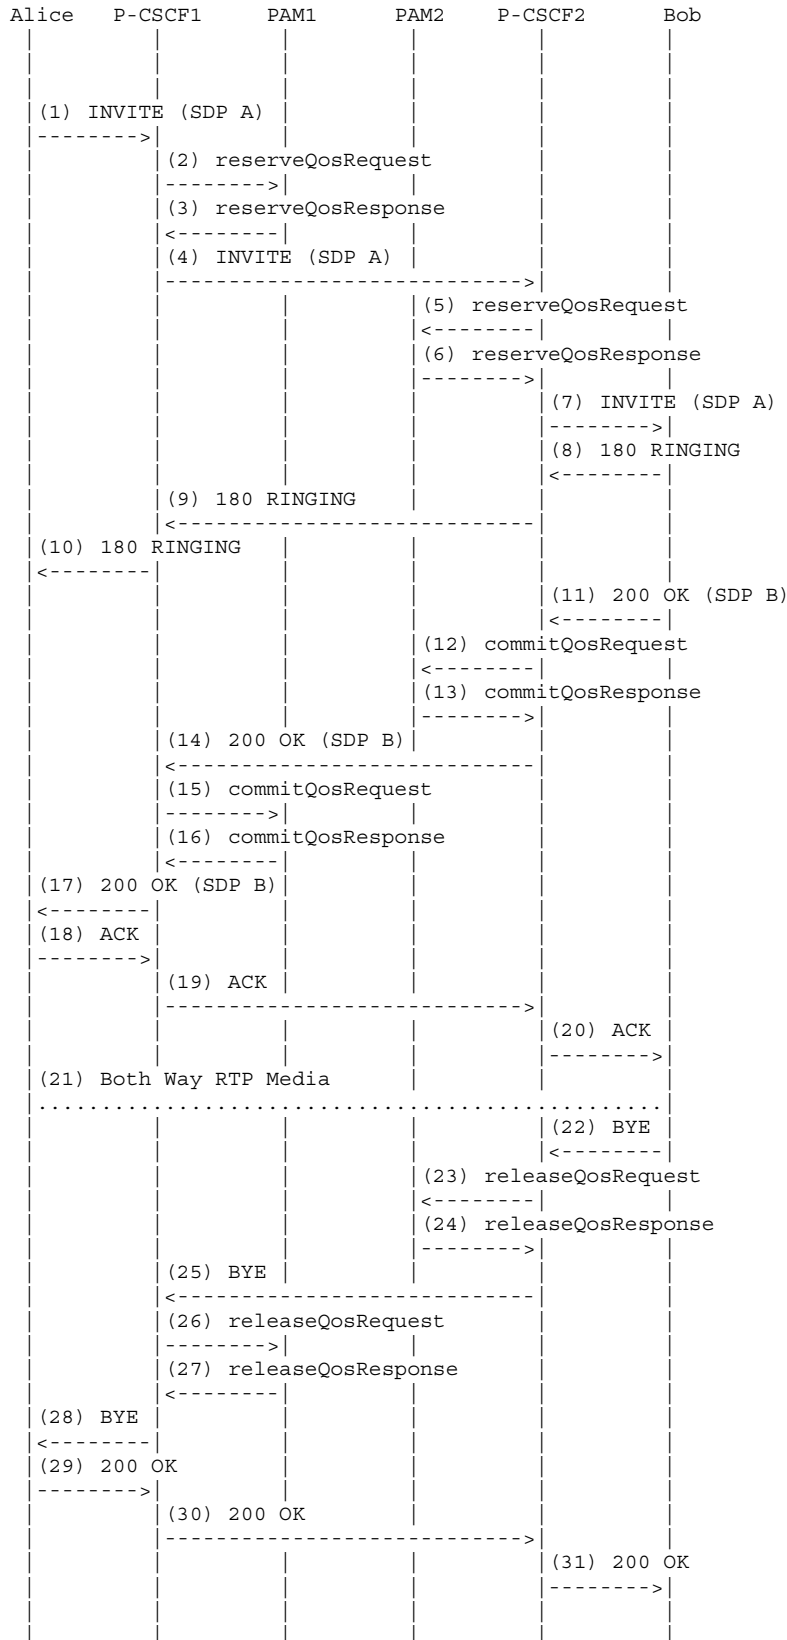 Alice P-CSCF1 PAM1 PAM2 P-CSCF2 Bob
(1) INVITE (SDP A)
(2) reserveQosRequest
(3) reserveQosResponse
(4) INVITE (SDP A)
(5) reserveQosRequest
(6) reserveQosResponse
(7) INVITE (SDP A)
(8) 180 RINGING
(9) 180 RINGING
(10) 180 RINGING
(11) 200 OK (SDP B)
(12) commitQosRequest
(13) commitQosResponse
(14) 200 OK (SDP B)
(15) commitQosRequest
(16) commitQosResponse
(17) 200 OK (SDP B)
(18) ACK
(19) ACK
(20) ACK
(21) Both Way RTP Media
(22) BYE
(23) releaseQosRequest
(24) releaseQosResponse
(25) BYE
(26) releaseQosRequest
(27) releaseQosResponse
(28) BYE
(29) 200 OK
(30) 200 OK
(31) 200 OK